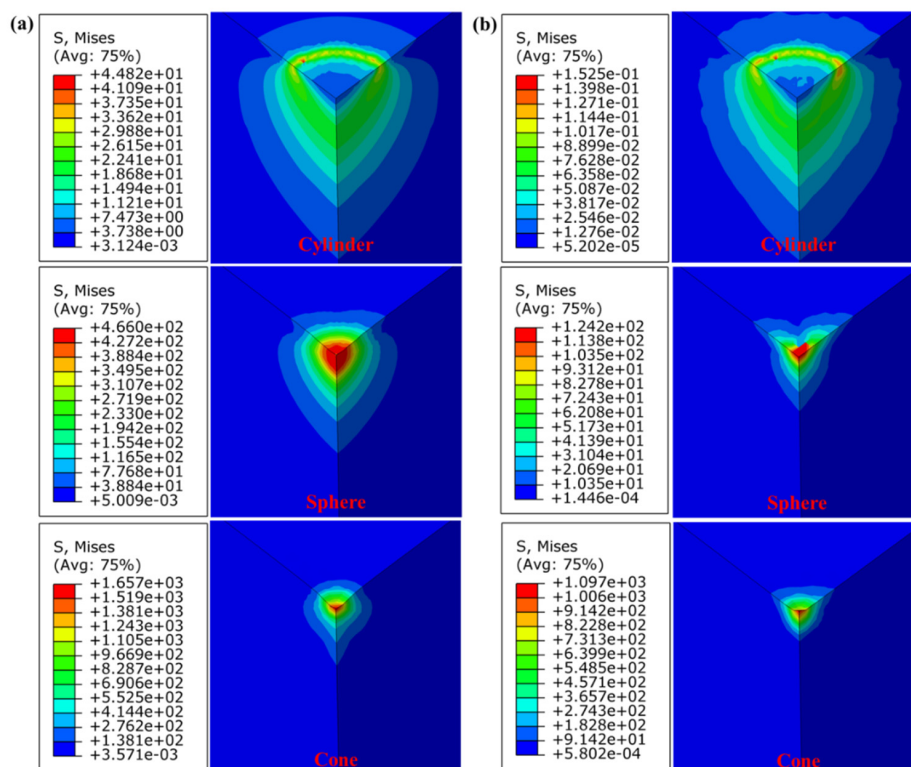 (a)
S, Mises
(Avg: 75%)
+4.482e+01
+4.109e+01
+3.735e+01
+3.362e+01
+2.988e+01
+2.615e+01
+2.241e+01
+1.868e+01
+1.494e+01
+1.121e+01
+7.473e+00
+3.738e+00
+3.124e-03
Cylinder
(b)
S, Mises
(Avg: 75%)
+1.525e-01
+1.398e-01
+1.271e-01
+1.144e-01
+1.017e-01
+8.899e-02
+7.628e-02
+6.358e-02
+5.087e-02
+3.817e-02
+2.546e-02
+1.276e-02
+5.202e-05
Cylinder
S, Mises
(Avg: 75%)
+4.660e+02
+4.272e+02
+3.884e+02
+3.495e+02
+3.107e+02
+2.719e+02
+2.330e+02
+1.942e+02
+1.554e+02
+1.165e+02
+7.768e+01
+3.884e+01
+5.009e-03
Sphere
S, Mises
(Avg: 75%)
+1.242e+02
+1.138e+02
+1.035e+02
+9.312e+01
+8.278e+01
+7.243e+01
+6.208e+01
+5.173e+01
+4.139e+01
+3.104e+01
+2.069e+01
+1.035e+01
+1.446e-04
Sphere
S, Mises
(Avg: 75%)
+1.657e+03
+1.519e+03
+1.381e+03
+1.243e+03
+1.105e+03
+9.669e+02
+8.287e+02
+6.906e+02
+5.525e+02
+4.144e+02
+2.762e+02
+1.381e+02
+3.571e-03
Cone
S, Mises
(Avg: 75%)
+1.097e+03
+1.006e+03
+9.142e+02
+8.228e+02
+7.313e+02
+6.399e+02
+5.485e+02
+4.571e+02
+3.657e+02
+2.743e+02
+1.828e+02
+9.142e+01
+5.802e-04
Cone